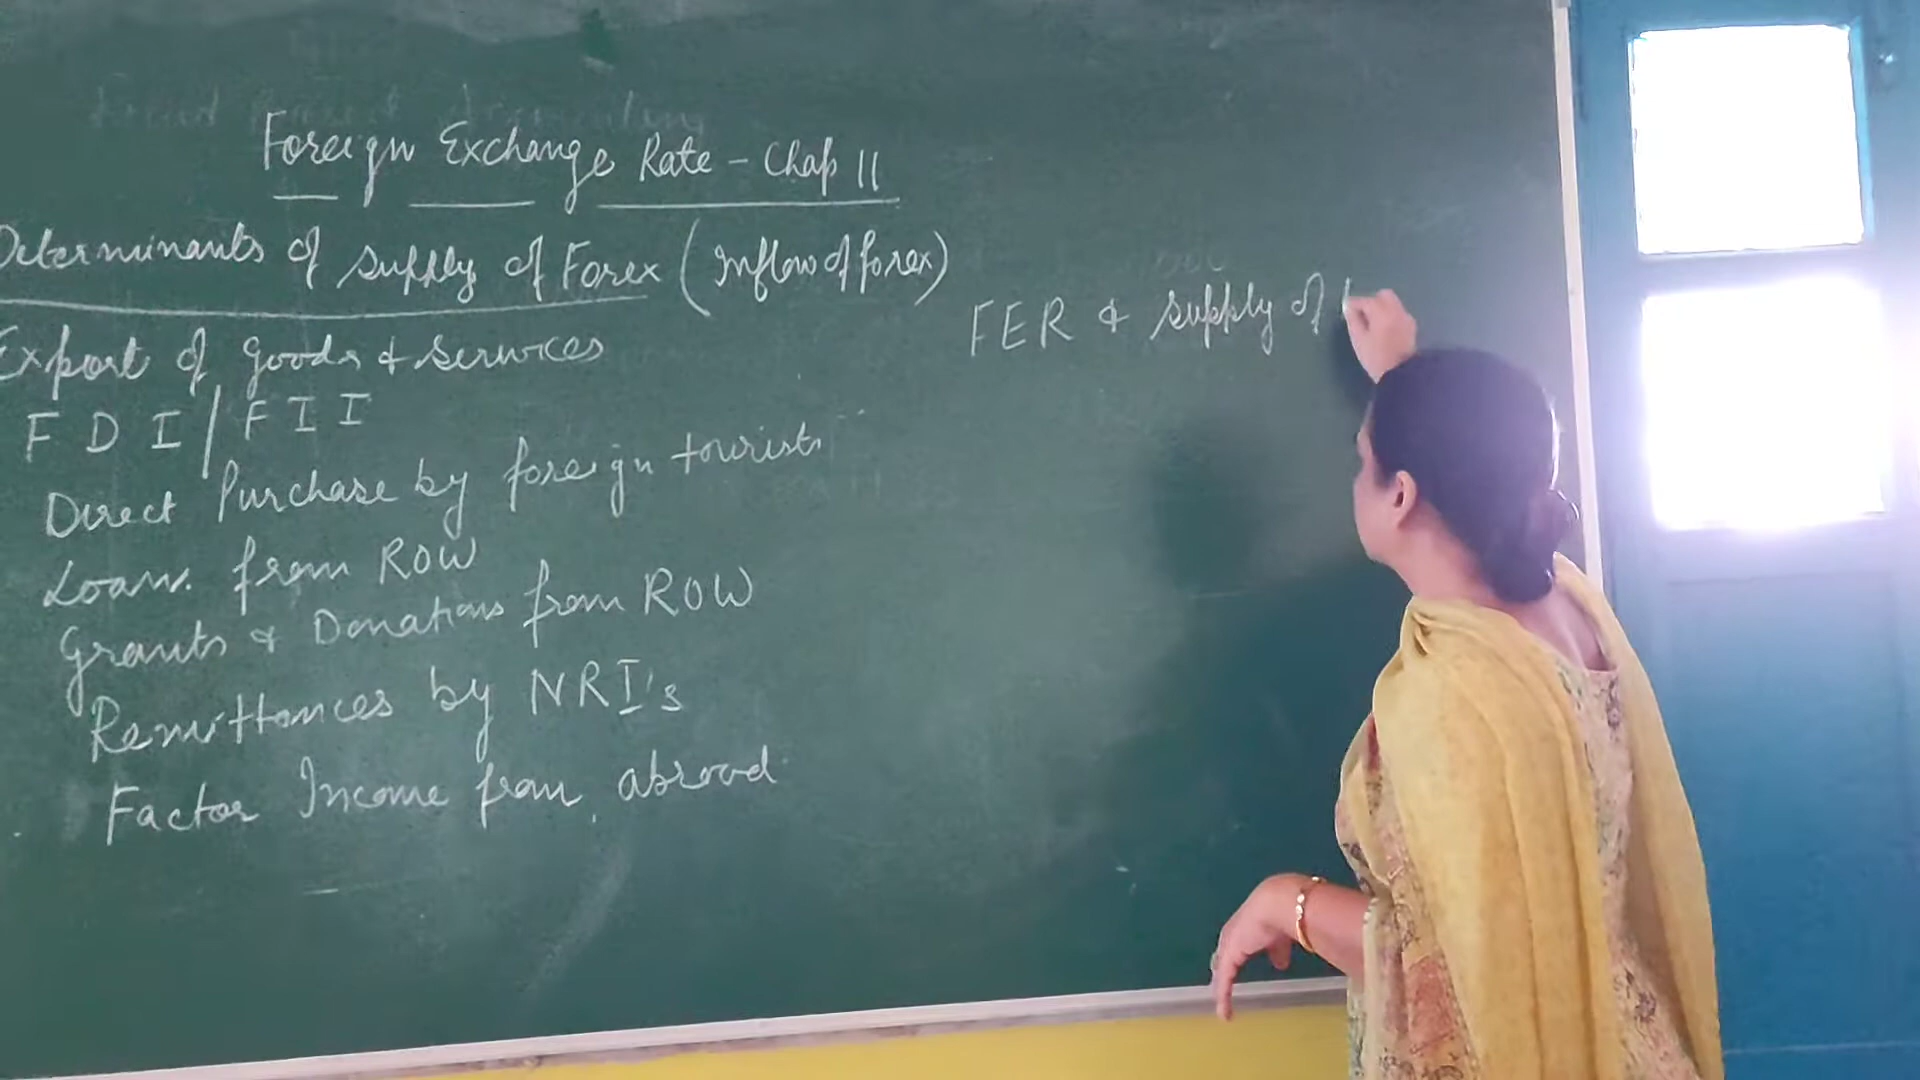 Foreign Exchange Rate - Chap 11
Determinants of supply of Forex (Inflow of forex)
Export of Goods & Services
F D I / F I I
Direct Purchase by foreign tourists
Loans from ROW
Grants & Donations from ROW
Remittances by NRI's
Factor Income from abroad
FER & supply of